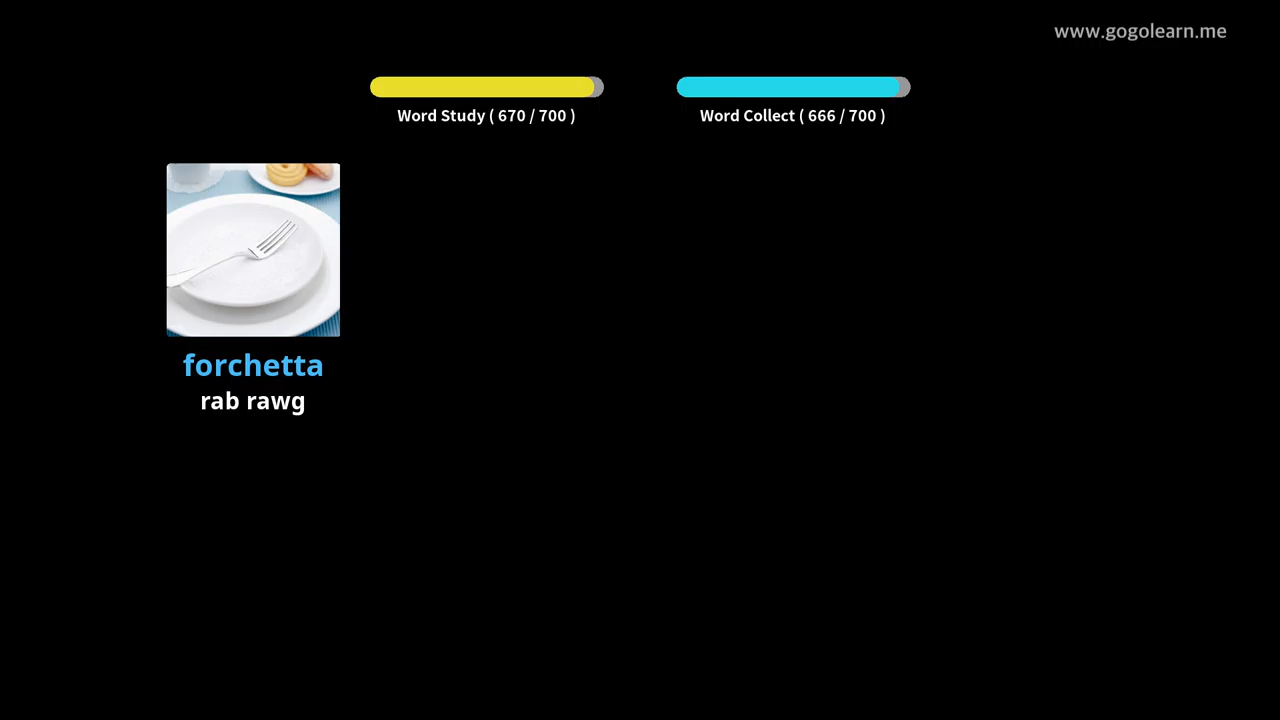 www.gogolearn.me
Word Study ( 670 / 700 )
Word Collect ( 666 / 700 )
forchetta
rab rawg